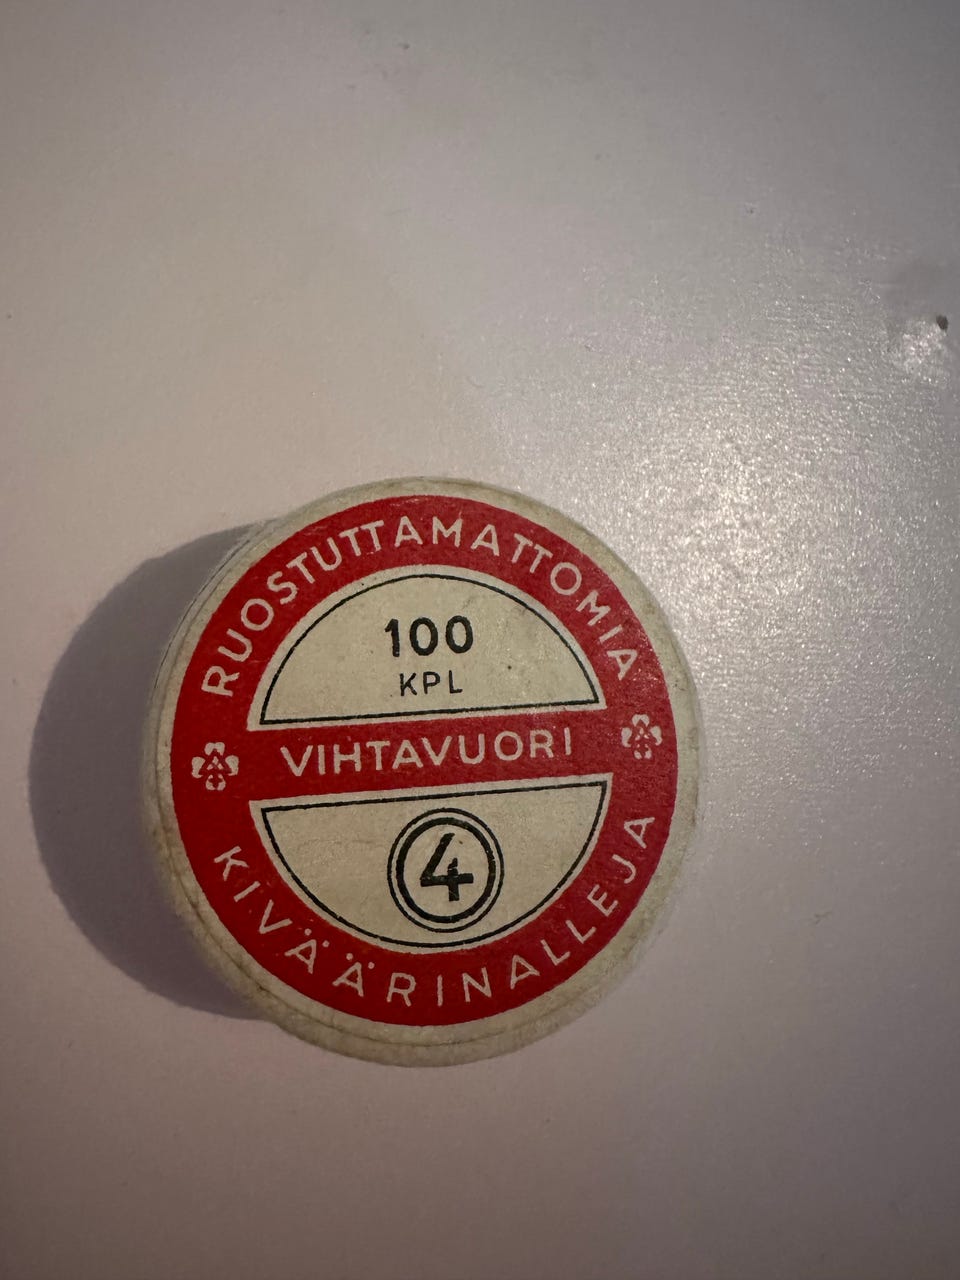 RUOSTUTTAMATTOMIA
100
KPL
VIHTAVUORI
4
KIVÄÄRINALLEJA